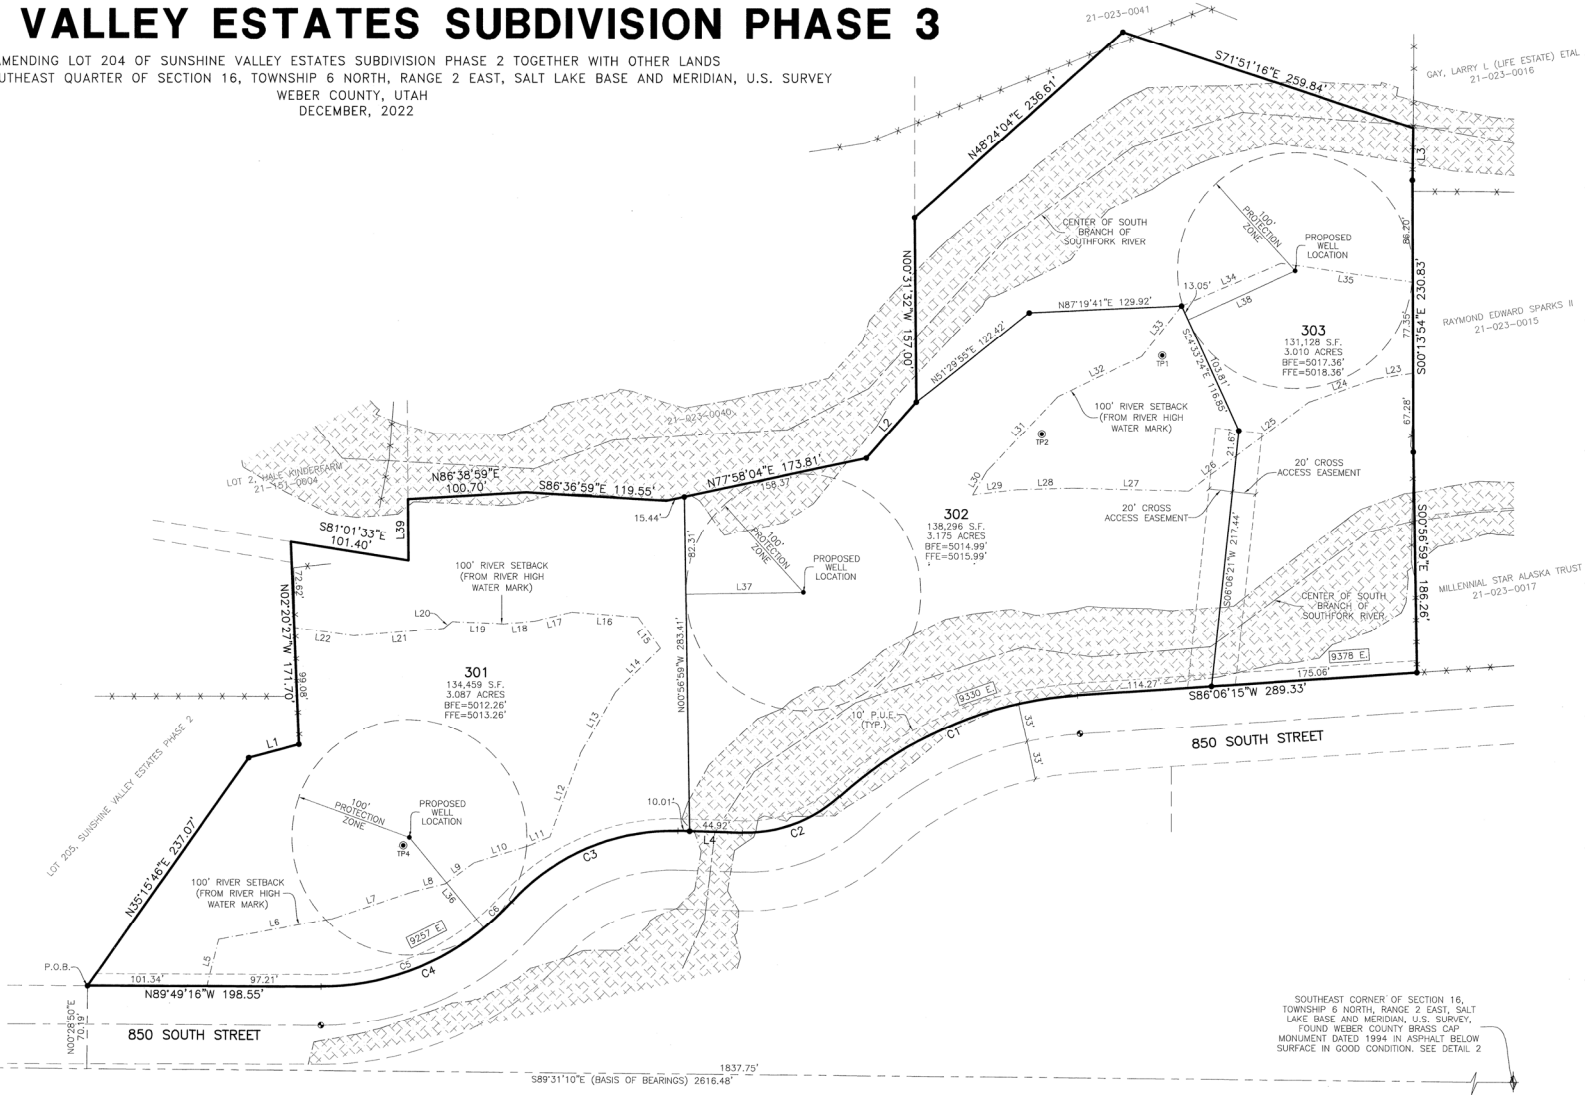 VALLEY ESTATES SUBDIVISION PHASE 3
AMENDING LOT 204 OF SUNSHINE VALLEY ESTATES SUBDIVISION PHASE 2 TOGETHER WITH OTHER LANDS
UTHEAST QUARTER OF SECTION 16, TOWNSHIP 6 NORTH, RANGE 2 EAST, SALT LAKE BASE AND MERIDIAN, U.S. SURVEY
WEBER COUNTY, UTAH
DECEMBER, 2022
21-023-0041
S71°51'16"E 259.84'
GAY, LARRY L (LIFE ESTATE) ETAL
21-023-0016
N48°24'04"E 236.61'
L3
100'
PROTECTION
ZONE
CENTER OF SOUTH
BRANCH OF
SOUTHFORK RIVER
PROPOSED
WELL
LOCATION
86.20'
N00°31'32"W 157.00'
13.05'
L34
L35
L38
S00°13'54"E 230.83'
N87°19'41"E 129.92'
RAYMOND EDWARD SPARKS II
21-023-0015
303
131,128 S.F.
3.010 ACRES
BFE=5017.36'
FFE=5018.36'
77.35'
L33
N51°29'55"E 122.42'
S24°33'24"E 116.85'
103.81'
TP1
L32
L23
L24
100' RIVER SETBACK
(FROM RIVER HIGH
WATER MARK)
67.28'
21-023-0040
L2
L31
TP2
L25
21.67'
LOT 2, HALE KINDERFARM
21-151-0004
N86°38'59"E
100.70'
S86°36'59"E 119.55'
N77°58'04"E 173.81'
158.37'
L26
20' CROSS
ACCESS EASEMENT
L30
L29
L28
L27
15.44'
S81°01'33"E
101.40'
L39
302
138,296 S.F.
3.175 ACRES
BFE=5014.99'
FFE=5015.99'
20' CROSS
ACCESS EASEMENT
82.31'
100'
PROTECTION
ZONE
PROPOSED
WELL
LOCATION
S00°56'59"E 186.26'
S06°06'21"W 217.44'
100' RIVER SETBACK
(FROM RIVER HIGH
WATER MARK)
72.62'
L37
MILLENNIAL STAR ALASKA TRUST
21-023-0017
CENTER OF SOUTH
BRANCH OF
SOUTHFORK RIVER
N02°20'27"W 171.70'
L22
L21
L20
L19
L18
L17
L16
L15
N00°56'59"W 283.41'
L14
9378 E.
301
134,459 S.F.
3.087 ACRES
BFE=5012.26'
FFE=5013.26'
99.08'
175.06'
114.27'
S86°06'15"W 289.33'
9330 E.
10' P.U.E.
(TYP.)
C1
33'
33'
850 SOUTH STREET
L13
L1
LOT 205, SUNSHINE VALLEY ESTATES PHASE 2
L12
10.01'
44.92'
L4
C2
100'
PROTECTION
ZONE
PROPOSED
WELL
LOCATION
TP4
L11
L10
C3
L9
L8
L36
N35°15'46"E 237.07'
100' RIVER SETBACK
(FROM RIVER HIGH
WATER MARK)
L7
L6
C6
9257 E.
L5
C5
C4
P.O.B.
101.34'
97.21'
N89°49'16"W 198.55'
N00°28'50"E
70.19'
850 SOUTH STREET
SOUTHEAST CORNER OF SECTION 16,
TOWNSHIP 6 NORTH, RANGE 2 EAST, SALT
LAKE BASE AND MERIDIAN, U.S. SURVEY,
FOUND WEBER COUNTY BRASS CAP
MONUMENT DATED 1994 IN ASPHALT BELOW
SURFACE IN GOOD CONDITION. SEE DETAIL 2
1837.75'
S89°31'10"E (BASIS OF BEARINGS) 2616.48'